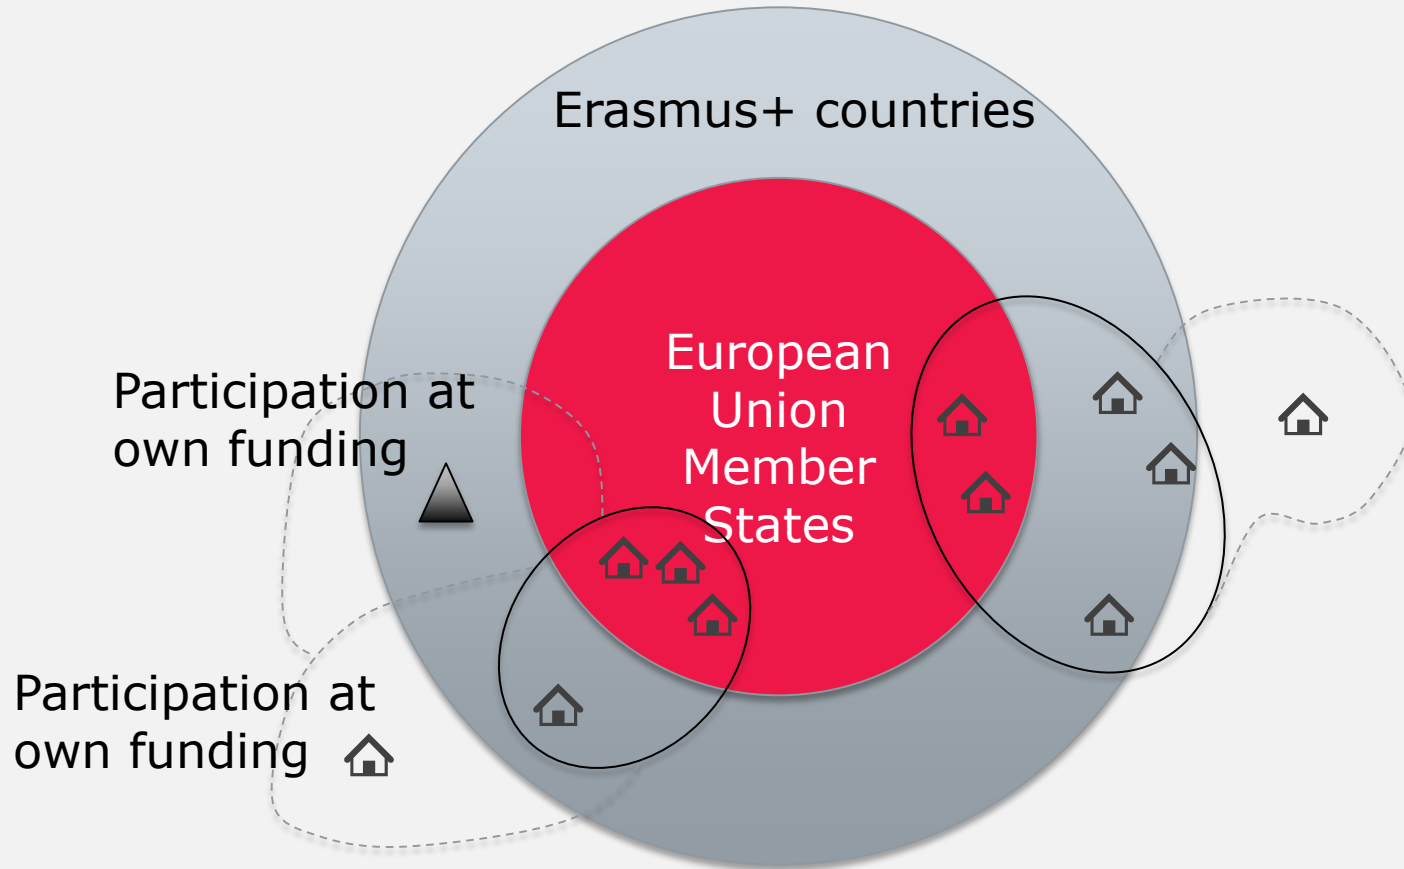 Erasmus+ countries
European
Union
Member
States
Participation at
own funding
Participation at
own funding